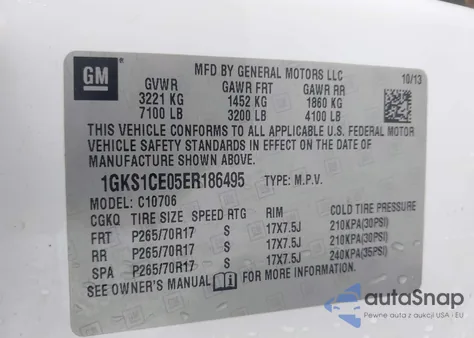 GM
MFD BY GENERAL MOTORS LLC
10/13
GVWR GAWR FRT GAWR RR
3221 KG 1452 KG 1860 KG
7100 LB 3200 LB 4100 LB
THIS VEHICLE CONFORMS TO ALL APPLICABLE U.S. FEDERAL MOTOR
VEHICLE SAFETY STANDARDS IN EFFECT ON THE DATE OF
MANUFACTURE SHOWN ABOVE.
1GKS1CE05ER186495 TYPE: M.P.V.
MODEL: C10706
CGKQ TIRE SIZE SPEED RTG RIM COLD TIRE PRESSURE
FRT P265/70R17 S 17X7.5J 210KPA(30PSI)
RR P265/70R17 S 17X7.5J 210KPA(30PSI)
SPA P265/70R17 S 17X7.5J 240KPA(35PSI)
SEE OWNER'S MANUAL FOR MORE INFORMATION.
autoSnap
Pewne auta z aukcji USA · EU